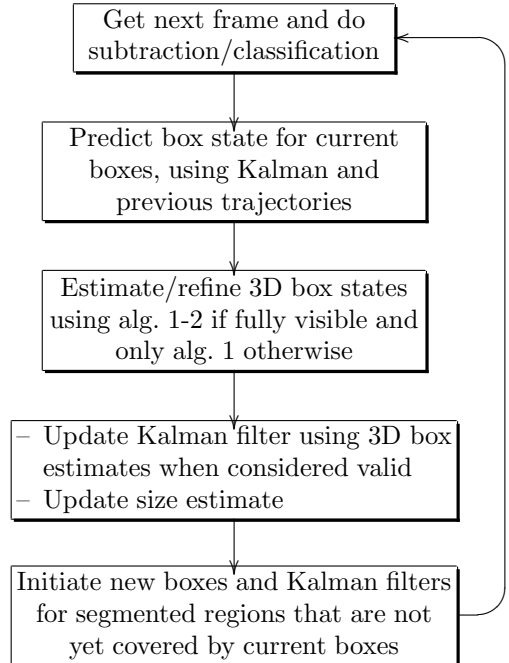 Get next frame and do
subtraction/classification
Predict box state for current
boxes, using Kalman and
previous trajectories
Estimate/refine 3D box states
using alg. 1-2 if fully visible and
only alg. 1 otherwise
– Update Kalman filter using 3D box
estimates when considered valid
– Update size estimate
Initiate new boxes and Kalman filters
for segmented regions that are not
yet covered by current boxes